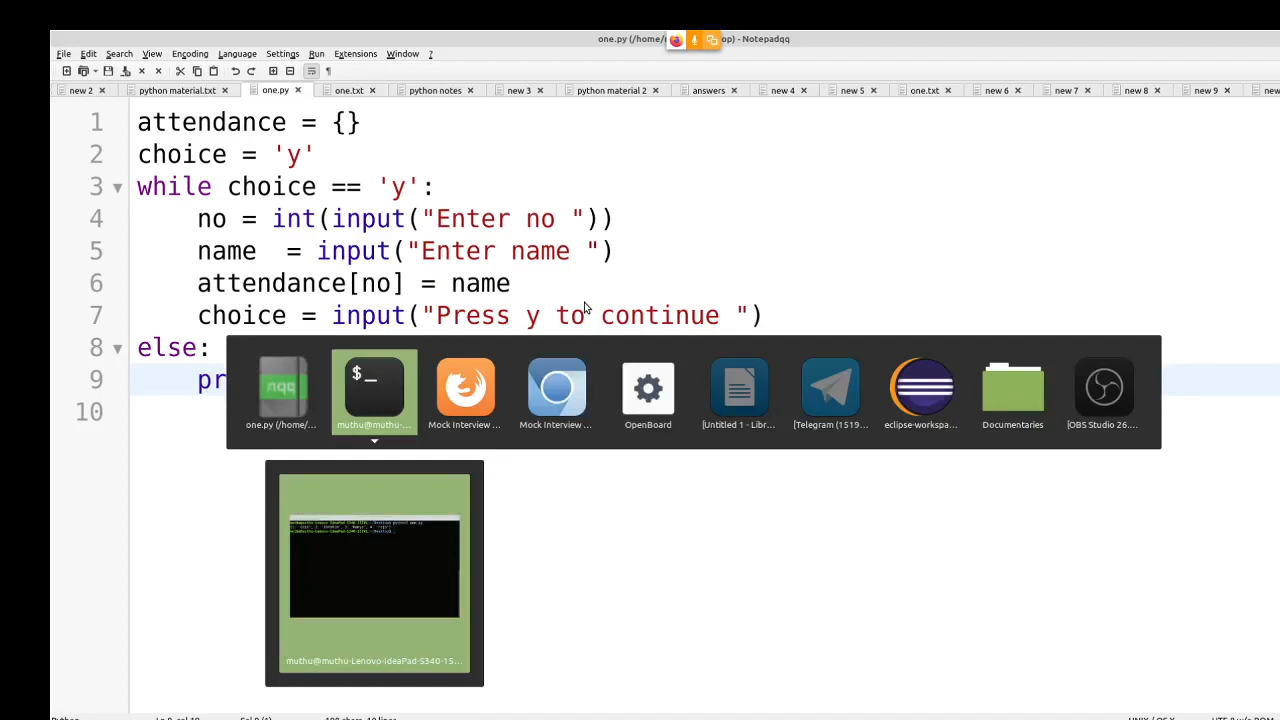 one.py (/home/ op) - Notepadqq
File Edit Search View Encoding Language Settings Run Extensions Window ?
new 2 python material.txt one.py one.txt python notes new 3 python material 2 answers new 4 new 5 one.txt new 6 new 7 new 8 new 9 new
1 attendance = {}
2 choice = 'y'
3 while choice == 'y':
4 no = int(input("Enter no "))
5 name  = input("Enter name ")
6 attendance[no] = name
7 choice = input("Press y to continue ")
8 else:
9 pr
10
nqq $_
one.py (/home/... muthu@muthu-... Mock Interview ... Mock Interview ... OpenBoard [Untitled 1 - Libr... [Telegram (1519... eclipse-workspa... Documentaries [OBS Studio 26....
muthu@muthu-Lenovo-IdeaPad-S340-15...